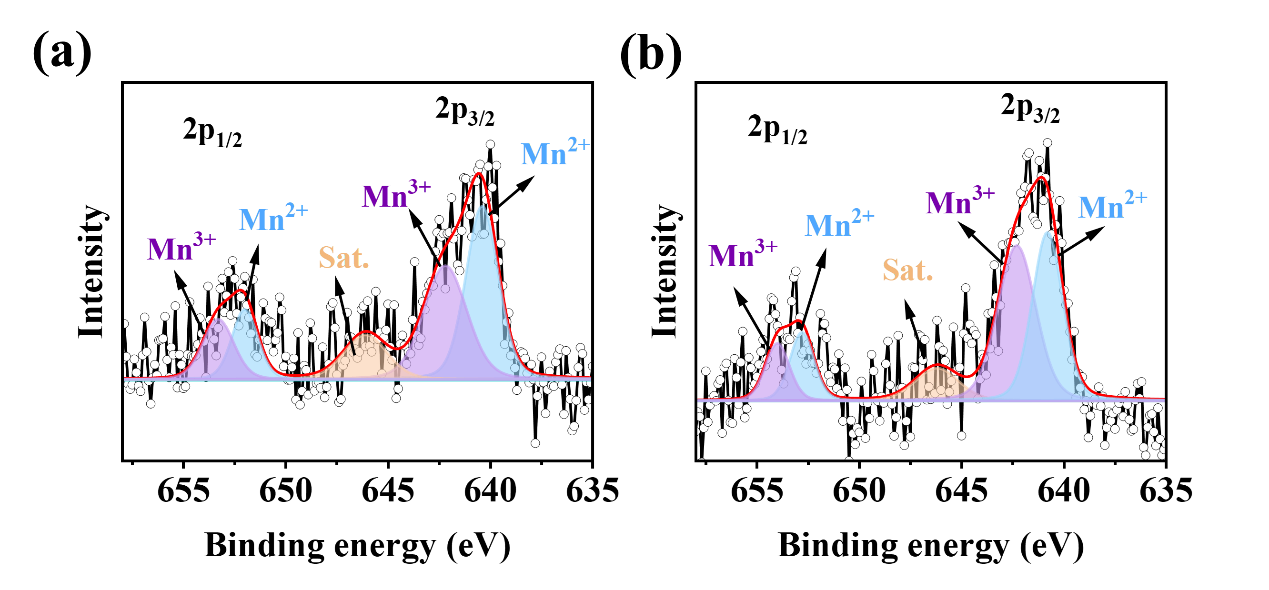 (a)
2p1/2
2p3/2
Mn3+
Mn2+
Sat.
Mn3+
Mn2+
Intensity
655 650 645 640 635
Binding energy (eV)
(b)
2p1/2
2p3/2
Mn3+
Mn2+
Sat.
Mn3+
Mn2+
Intensity
655 650 645 640 635
Binding energy (eV)